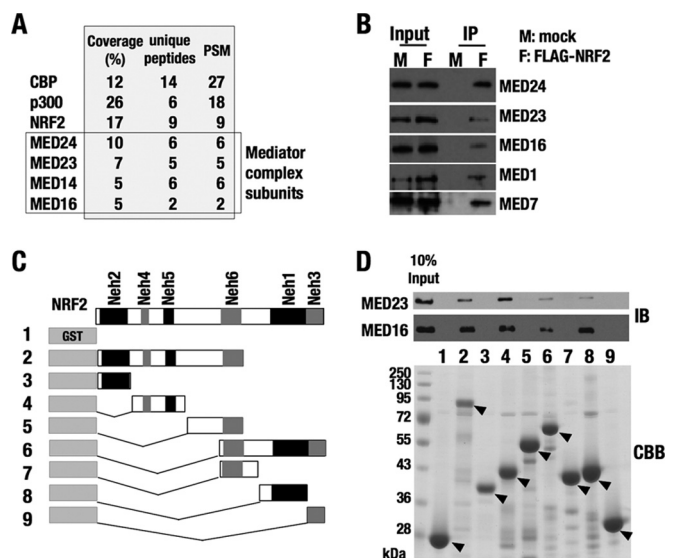 A
Coverage (%) unique peptides PSM
CBP 12 14 27
p300 26 6 18
NRF2 17 9 9
MED24 10 6 6
MED23 7 5 5
MED14 5 6 6
MED16 5 2 2
Mediator complex subunits
B
Input IP
M F M F
M: mock
F: FLAG-NRF2
MED24
MED23
MED16
MED1
MED7
C
NRF2
Neh2 Neh4 Neh5 Neh6 Neh1 Neh3
1 GST
2
3
4
5
6
7
8
9
D
10% Input
MED23
MED16
IB
1 2 3 4 5 6 7 8 9
250
130
95
72
55
43
36
28
kDa
CBB